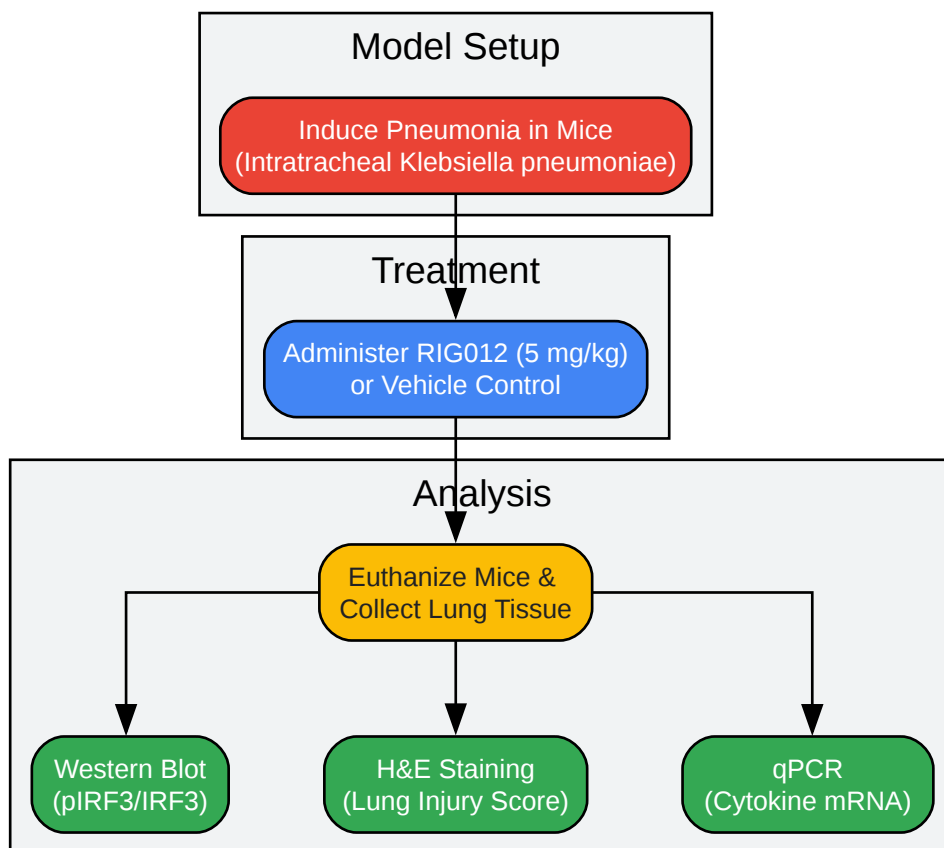 Model Setup
Induce Pneumonia in Mice
(Intratracheal Klebsiella pneumoniae)
Treatment
Administer RIG012 (5 mg/kg)
or Vehicle Control
Analysis
Euthanize Mice &
Collect Lung Tissue
Western Blot
(pIRF3/IRF3)
H&E Staining
(Lung Injury Score)
qPCR
(Cytokine mRNA)